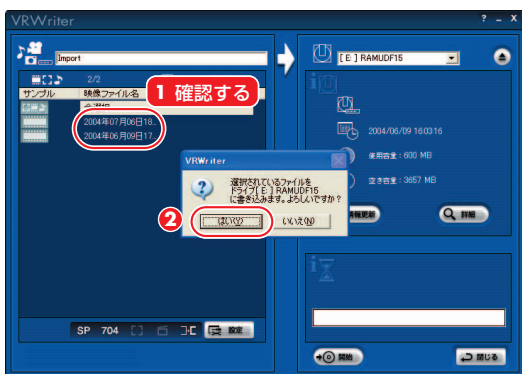 VRWriter
? – X
Import
[ E: ] RAMUDF15
2/2
サンプル 映像ファイル名
1 確認する
2004年07月06日18..
2004年06月09日17..
2004/06/09 16:03:16
使用容量 : 600 MB
空き容量 : 3657 MB
情報更新
詳細
VRWriter
選択されているファイルを
ドライブ[ E: ] RAMUDF15
に書き込みます。よろしいですか?
2
はい(Y)
いいえ(N)
SP 704
設定
開始
閉じる